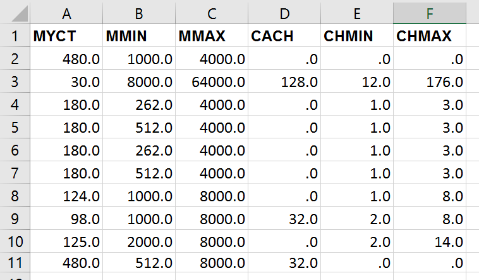 A B C D E F
1 MYCT MMIN MMAX CACH CHMIN CHMAX
2 480.0 1000.0 4000.0 .0 .0 .0
3 30.0 8000.0 64000.0 128.0 12.0 176.0
4 180.0 262.0 4000.0 .0 1.0 3.0
5 180.0 512.0 4000.0 .0 1.0 3.0
6 180.0 262.0 4000.0 .0 1.0 3.0
7 180.0 512.0 4000.0 .0 1.0 3.0
8 124.0 1000.0 8000.0 .0 1.0 8.0
9 98.0 1000.0 8000.0 32.0 2.0 8.0
10 125.0 2000.0 8000.0 .0 2.0 14.0
11 480.0 512.0 8000.0 32.0 .0 .0